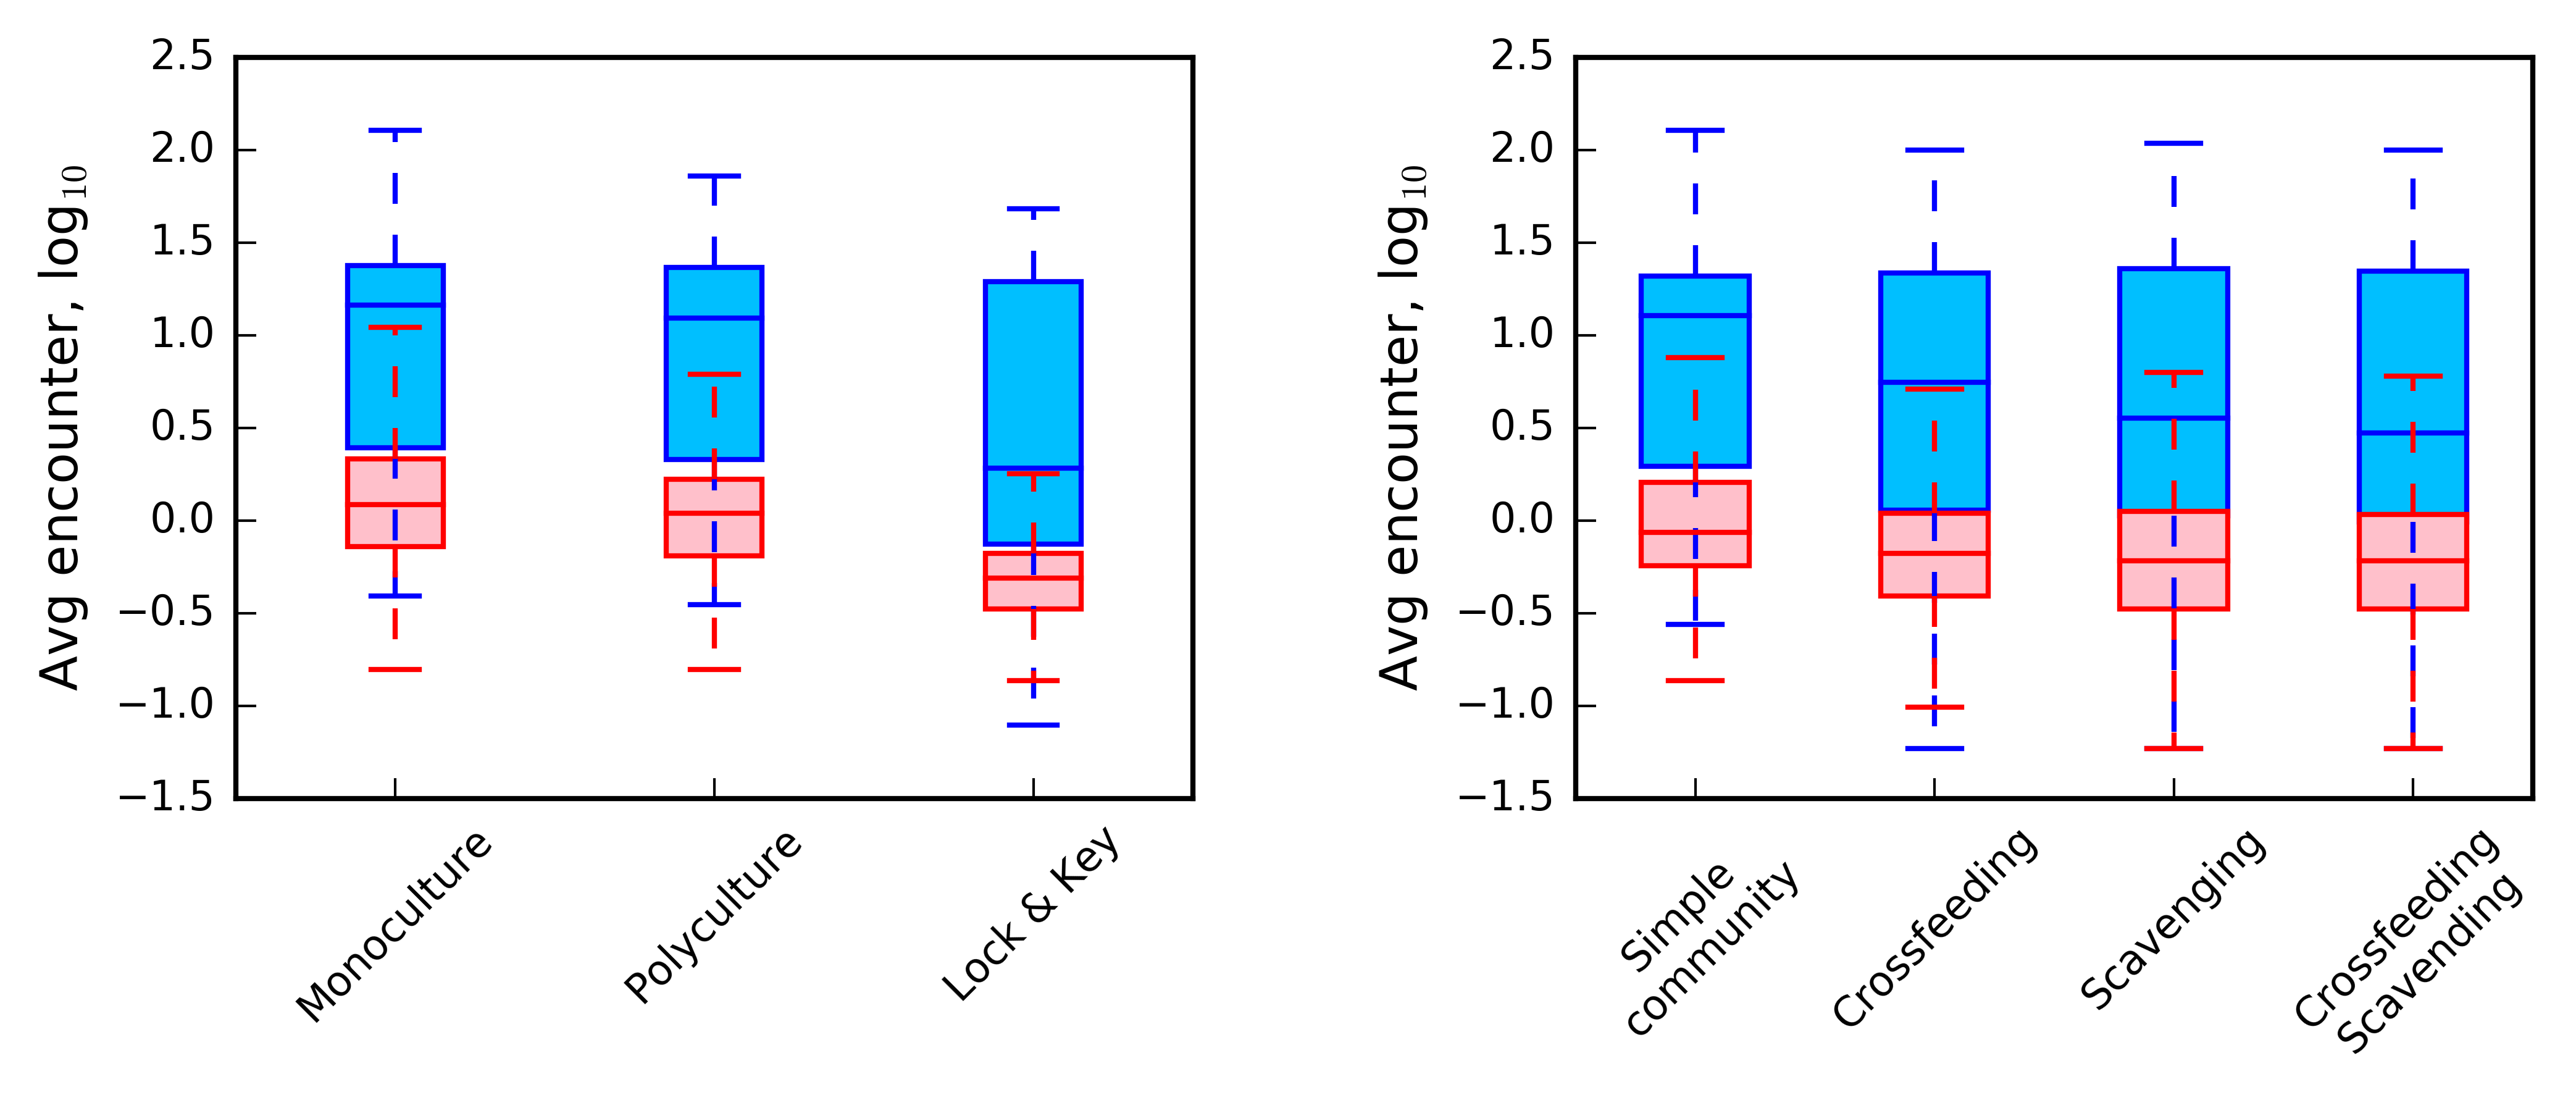 2.5
2.0
1.5
1.0
0.5
0.0
−0.5
−1.0
−1.5
Avg encounter, log₁₀
Monoculture
Polyculture
Lock & Key
2.5
2.0
1.5
1.0
0.5
0.0
−0.5
−1.0
−1.5
Avg encounter, log₁₀
Simple
community
Crossfeeding
Scavenging
Crossfeeding
Scavending